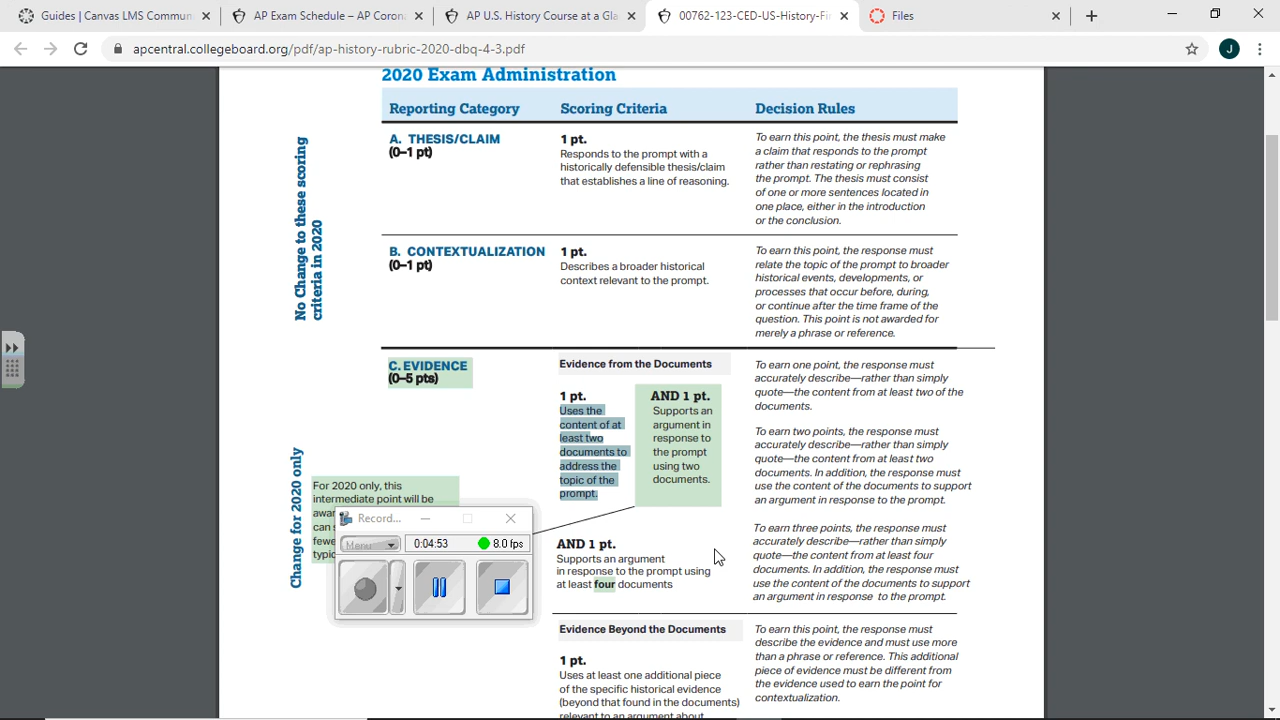 Guides | Canvas LMS Commun
AP Exam Schedule – AP Corona
AP U.S. History Course at a Gla
00762-123-CED-US-History-Fi
Files
apcentral.collegeboard.org/pdf/ap-history-rubric-2020-dbq-4-3.pdf
J
2020 Exam Administration
Reporting Category
Scoring Criteria
Decision Rules
No Change to these scoring
criteria in 2020
A. THESIS/CLAIM
(0–1 pt)
1 pt.
Responds to the prompt with a
historically defensible thesis/claim
that establishes a line of reasoning.
To earn this point, the thesis must make
a claim that responds to the prompt
rather than restating or rephrasing
the prompt. The thesis must consist
of one or more sentences located in
one place, either in the introduction
or the conclusion.
B. CONTEXTUALIZATION
(0–1 pt)
1 pt.
Describes a broader historical
context relevant to the prompt.
To earn this point, the response must
relate the topic of the prompt to broader
historical events, developments, or
processes that occur before, during,
or continue after the time frame of the
question. This point is not awarded for
merely a phrase or reference.
Change for 2020 only
C. EVIDENCE
(0–5 pts)
Evidence from the Documents
1 pt.
Uses the
content of at
least two
documents to
address the
topic of the
prompt.
AND 1 pt.
Supports an
argument in
response to
the prompt
using two
documents.
To earn one point, the response must
accurately describe—rather than simply
quote—the content from at least two of the
documents.
To earn two points, the response must
accurately describe—rather than simply
quote—the content from at least two
documents. In addition, the response must
use the content of the documents to support
an argument in response to the prompt.
For 2020 only, this
intermediate point will be
awa
can s
fewe
typic
Record...
Menu
0:04:53
8.0 fps
AND 1 pt.
Supports an argument
in response to the prompt using
at least four documents
To earn three points, the response must
accurately describe—rather than simply
quote—the content from at least four
documents. In addition, the response must
use the content of the documents to support
an argument in response to the prompt.
Evidence Beyond the Documents
1 pt.
Uses at least one additional piece
of the specific historical evidence
(beyond that found in the documents)
relevant to an argument about
To earn this point, the response must
describe the evidence and must use more
than a phrase or reference. This additional
piece of evidence must be different from
the evidence used to earn the point for
contextualization.